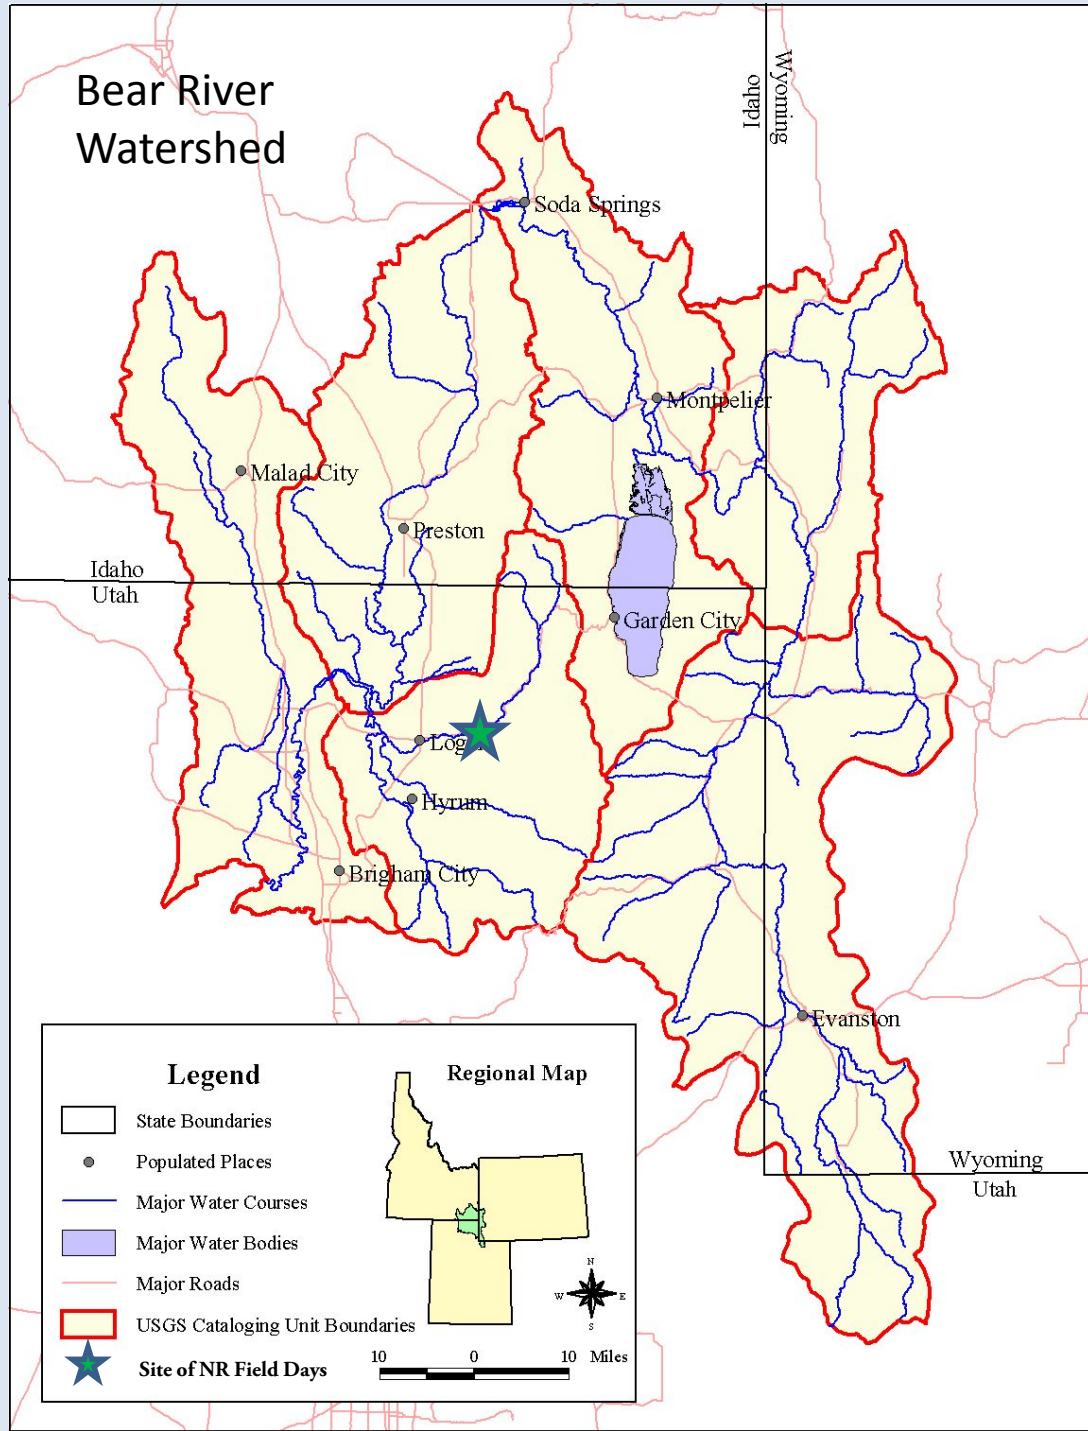 Bear River
Watershed
Idaho
Wyoming
Soda Springs
Montpelier
Malad City
Preston
Idaho
Utah
Garden City
Logan
Hyrum
Brigham City
Evanston
Wyoming
Utah
Legend
State Boundaries
Populated Places
Major Water Courses
Major Water Bodies
Major Roads
USGS Cataloging Unit Boundaries
Site of NR Field Days
Regional Map
N
W E
S
10 0 10 Miles